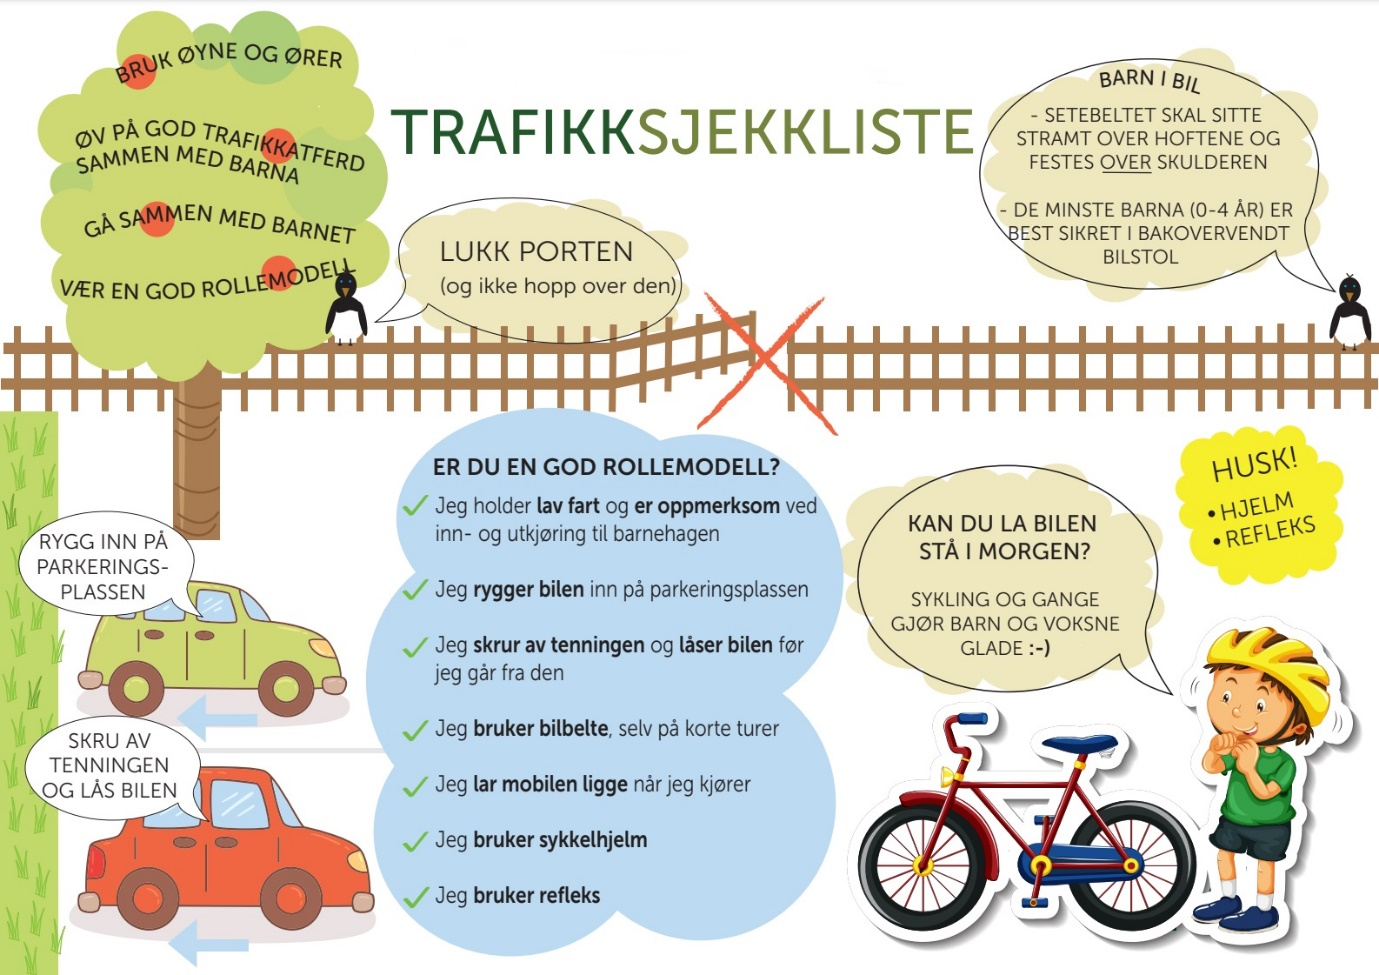 BRUK ØYNE OG ØRER
ØV PÅ GOD TRAFIKKATFERD
SAMMEN MED BARNA
GÅ SAMMEN MED BARNET
VÆR EN GOD ROLLEMODELL
TRAFIKKSJEKKLISTE
LUKK PORTEN
(og ikke hopp over den)
BARN I BIL
- SETEBELTET SKAL SITTE
STRAMT OVER HOFTENE OG
FESTES OVER SKULDEREN
- DE MINSTE BARNA (0-4 ÅR) ER
BEST SIKRET I BAKOVERVENDT
BILSTOL
RYGG INN PÅ
PARKERINGS-
PLASSEN
SKRU AV
TENNINGEN
OG LÅS BILEN
ER DU EN GOD ROLLEMODELL?
Jeg holder lav fart og er oppmerksom ved
inn- og utkjøring til barnehagen
Jeg rygger bilen inn på parkeringsplassen
Jeg skrur av tenningen og låser bilen før
jeg går fra den
Jeg bruker bilbelte, selv på korte turer
Jeg lar mobilen ligge når jeg kjører
Jeg bruker sykkelhjelm
Jeg bruker refleks
KAN DU LA BILEN
STÅ I MORGEN?
SYKLING OG GANGE
GJØR BARN OG VOKSNE
GLADE :-)
HUSK!
• HJELM
• REFLEKS